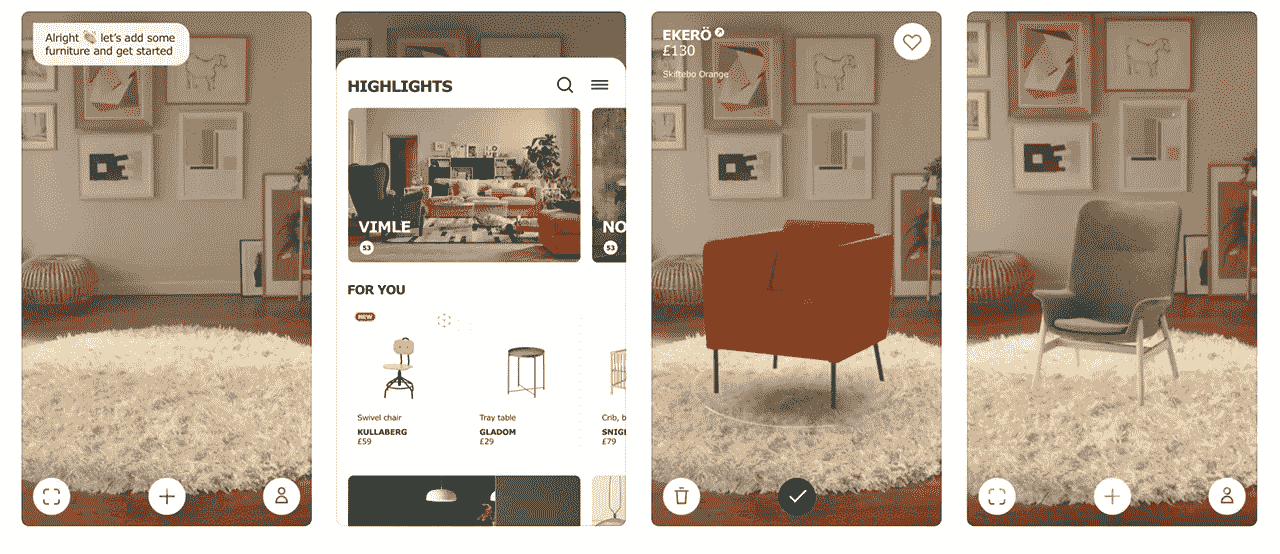 Alright 👏 let's add some
furniture and get started
HIGHLIGHTS
VIMLE
53
NO
53
FOR YOU
NEW
Swivel chair
KULLABERG
£59
Tray table
GLADOM
£29
Crib, b
SNIG
£79
EKERÖ
£130
Skiftebo Orange